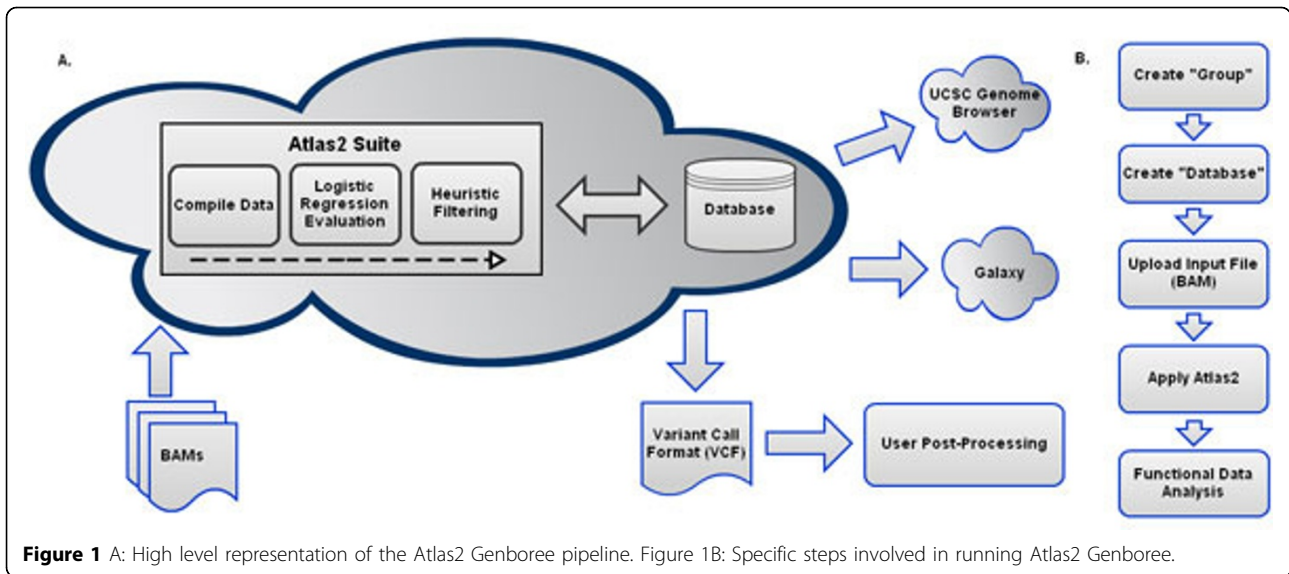 A.
Atlas2 Suite
Compile Data
Logistic
Regression
Evaluation
Heuristic
Filtering
Database
BAMs
UCSC Genome
Browser
Galaxy
Variant Call
Format (VCF)
User Post-Processing
B.
Create "Group"
Create "Database"
Upload Input File
(BAM)
Apply Atlas2
Functional Data
Analysis
Figure 1 A: High level representation of the Atlas2 Genboree pipeline. Figure 1B: Specific steps involved in running Atlas2 Genboree.